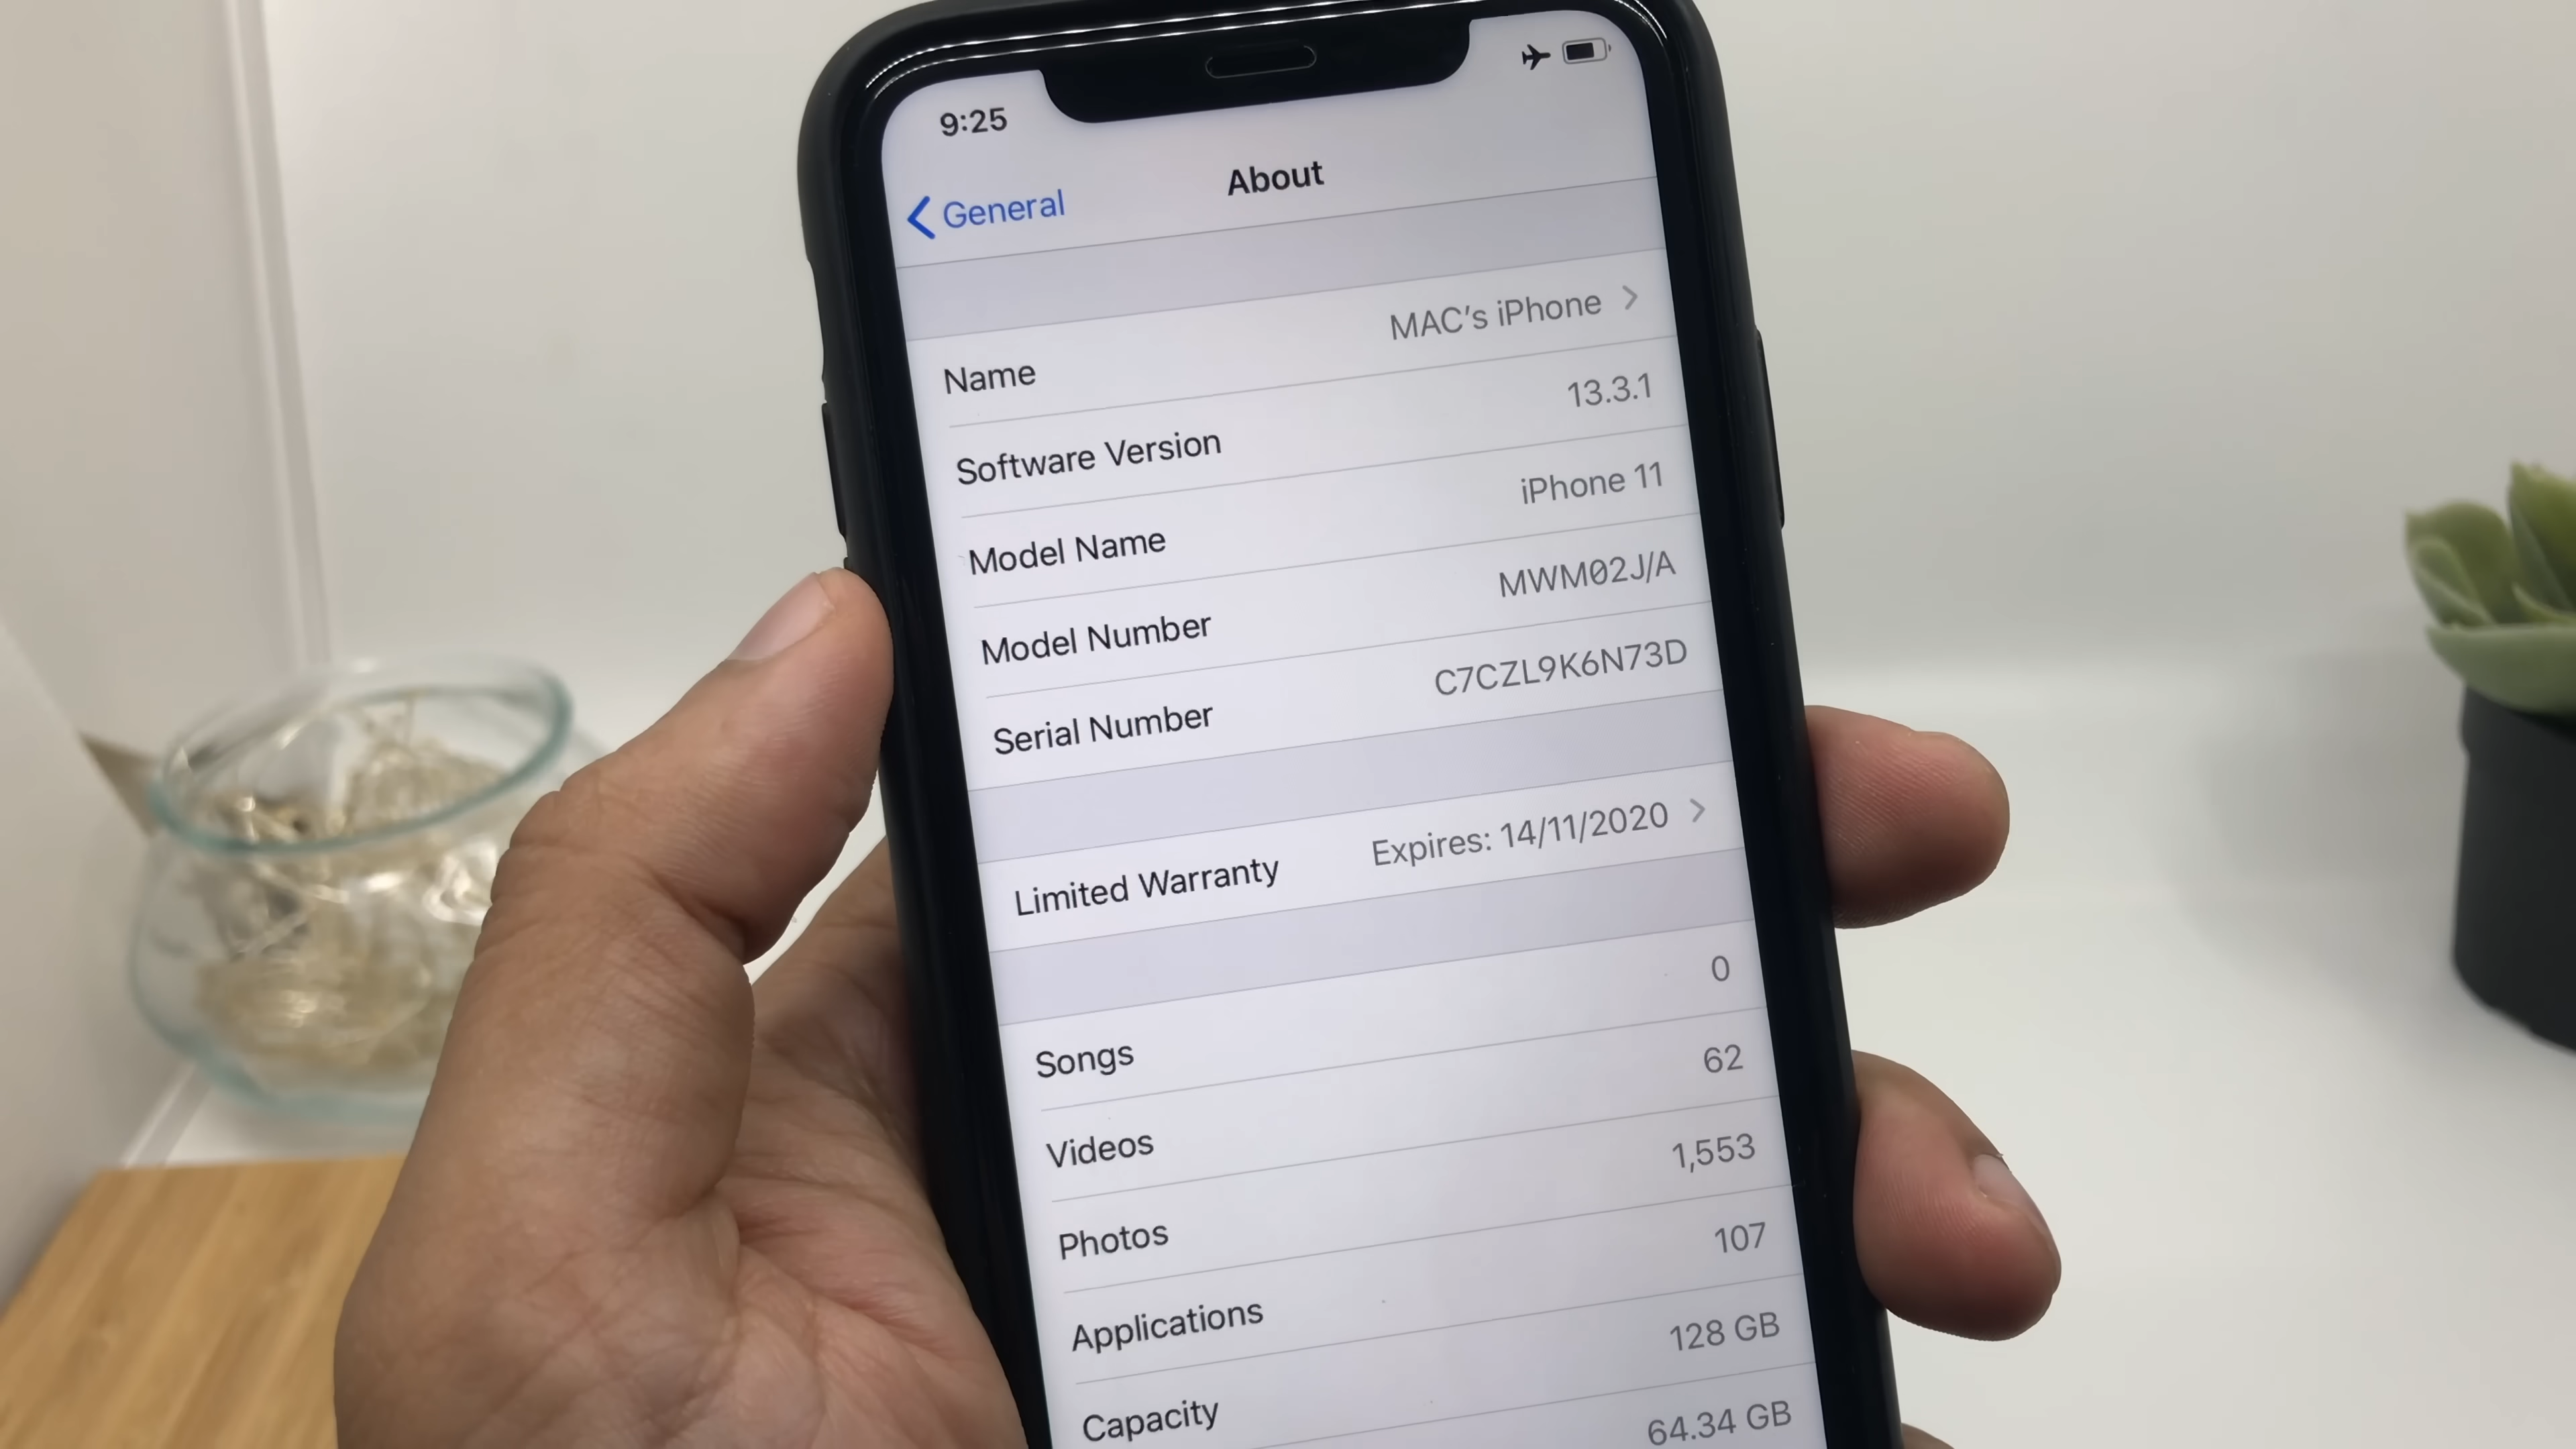 9:25
General
About
Name MAC's iPhone
Software Version 13.3.1
Model Name iPhone 11
Model Number MWM02J/A
Serial Number C7CZL9K6N73D
Limited Warranty Expires: 14/11/2020
Songs 0
Videos 62
Photos 1,553
Applications 107
Capacity 128 GB
64.34 GB